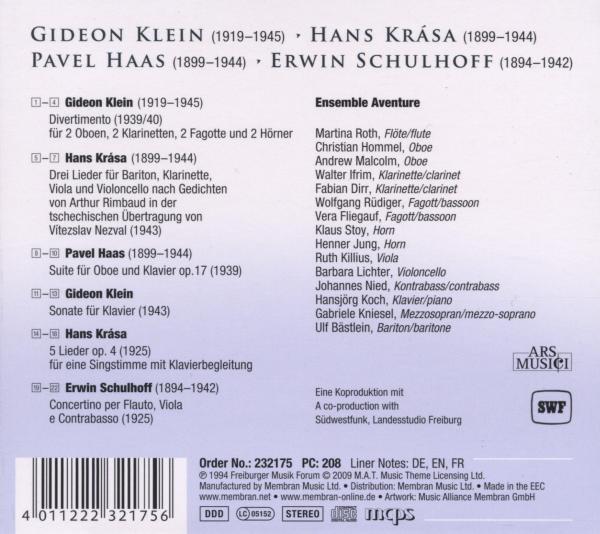 GIDEON KLEIN (1919–1945) · HANS KRÁSA (1899–1944)
PAVEL HAAS (1899–1944) · ERWIN SCHULHOFF (1894–1942)
1–4 Gideon Klein (1919–1945)
Divertimento (1939/40)
für 2 Oboen, 2 Klarinetten, 2 Fagotte und 2 Hörner
5–7 Hans Krása (1899–1944)
Drei Lieder für Bariton, Klarinette,
Viola und Violoncello nach Gedichten
von Arthur Rimbaud in der
tschechischen Übertragung von
Vítezslav Nezval (1943)
8–10 Pavel Haas (1899–1944)
Suite für Oboe und Klavier op.17 (1939)
11–13 Gideon Klein
Sonate für Klavier (1943)
14–18 Hans Krása
5 Lieder op. 4 (1925)
für eine Singstimme mit Klavierbegleitung
19–22 Erwin Schulhoff (1894–1942)
Concertino per Flauto, Viola
e Contrabasso (1925)
Ensemble Aventure
Martina Roth, Flöte/flute
Christian Hommel, Oboe
Andrew Malcolm, Oboe
Walter Ifrim, Klarinette/clarinet
Fabian Dirr, Klarinette/clarinet
Wolfgang Rüdiger, Fagott/bassoon
Vera Fliegauf, Fagott/bassoon
Klaus Stoy, Horn
Henner Jung, Horn
Ruth Killius, Viola
Barbara Lichter, Violoncello
Johannes Nied, Kontrabass/contrabass
Hansjörg Koch, Klavier/piano
Gabriele Kniesel, Mezzosopran/mezzo-soprano
Ulf Bästlein, Bariton/baritone
ARS
MUSICI
Eine Koproduktion mit
A co-production with
Südwestfunk, Landesstudio Freiburg
SWF
Order No.: 232175 PC: 208 Liner Notes: DE, EN, FR
℗ 1994 Freiburger Musik Forum © 2009 M.A.T. Music Theme Licensing Ltd.
Manufactured by Membran Music Ltd. • Distribution: Membran Music Ltd. • Made in the EEC
www.membran.net • www.membran-online.de • Artwork: Music Alliance Membran GmbH
4 011222 321756
DDD LC 05152 STEREO disc DIGITAL AUDIO mcps